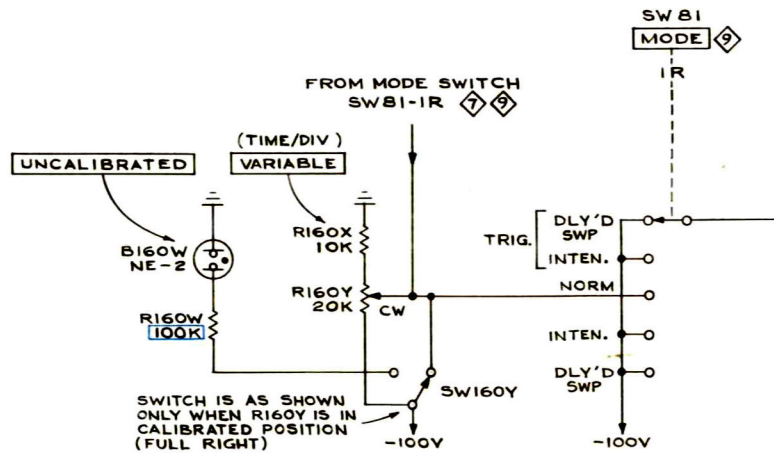 SW 81
MODE 9
1R
FROM MODE SWITCH
SW81-1R 7 9
(TIME/DIV)
UNCALIBRATED
VARIABLE
R160X
10K
TRIG.
DLY'D
SWP
INTEN.
B160W
NE-2
R160Y
20K
CW
NORM
R160W
100K
INTEN.
SW160Y
DLY'D
SWP
SWITCH IS AS SHOWN
ONLY WHEN R160Y IS IN
CALIBRATED POSITION
(FULL RIGHT)
-100V
-100V